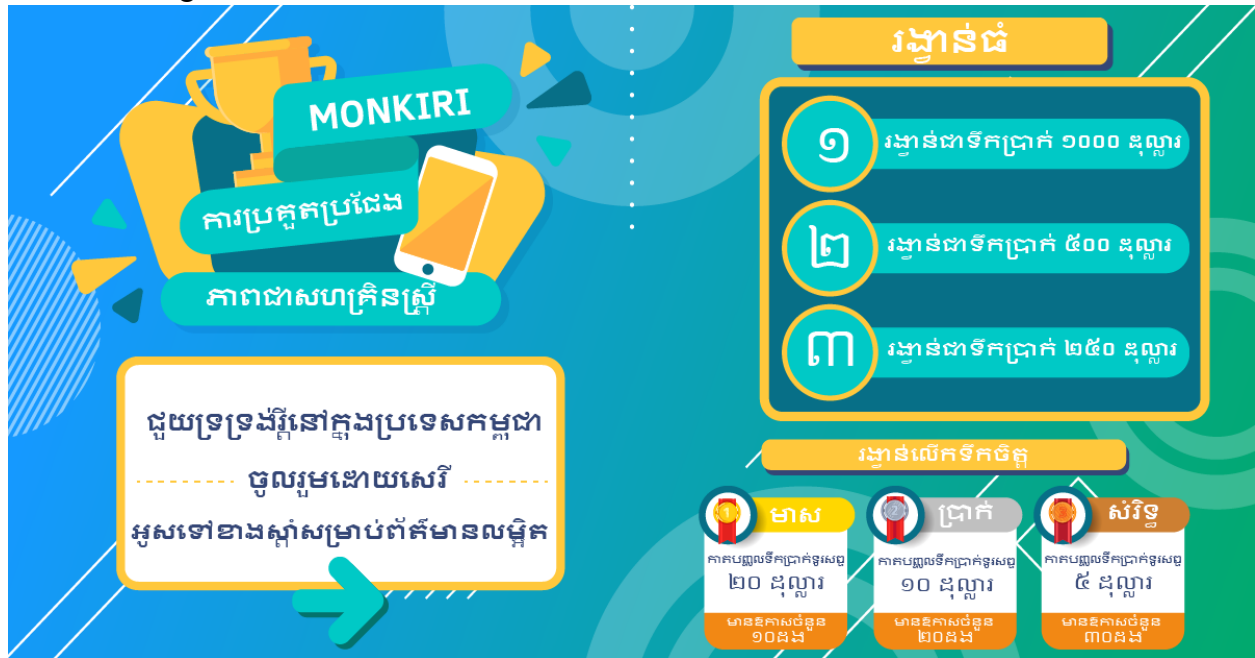 MONKIRI
ការប្រគួតប្រជែង
ភាពជាសហគ្រិនស្ត្រី
ជួយទ្រទ្រង់រ្តីនៅក្នុងប្រទេសកម្ពុជា
ចូលរួមដោយសេរី
អូសទៅខាងស្តាំសម្រាប់ព័ត៌មានលម្អិត
រង្វាន់ធំ
១
រង្វាន់ជាទឹកប្រាក់ ១០០០ ដុល្លារ
២
រង្វាន់ជាទឹកប្រាក់ ៥០០ ដុល្លារ
៣
រង្វាន់ជាទឹកប្រាក់ ២៥០ ដុល្លារ
រង្វាន់លើកទឹកចិត្ត
1 មាស
កាតបញ្ចូលទឹកប្រាក់ទូរសព្ទ
២០ ដុល្លារ
មានឱកាសចំនួន
១០ដង
2 ប្រាក់
កាតបញ្ចូលទឹកប្រាក់ទូរសព្ទ
១០ ដុល្លារ
មានឱកាសចំនួន
២០ដង
សំរិទ្ធ
កាតបញ្ចូលទឹកប្រាក់ទូរសព្ទ
៥ ដុល្លារ
មានឱកាសចំនួន
៣០ដង